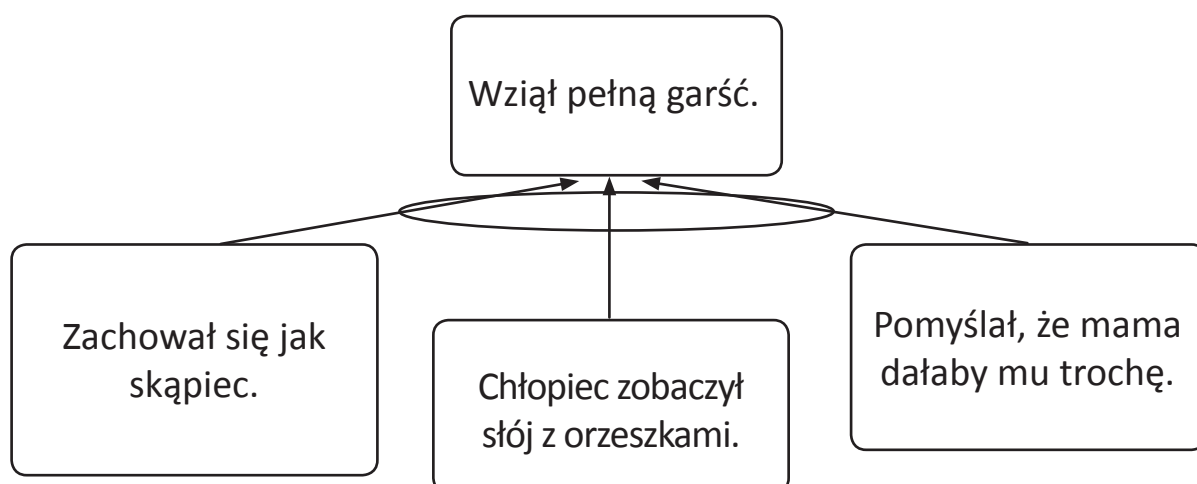 Wziął pełną garść.
Zachował się jak
skąpiec.
Chłopiec zobaczył
słój z orzeszkami.
Pomyślał, że mama
dałaby mu trochę.